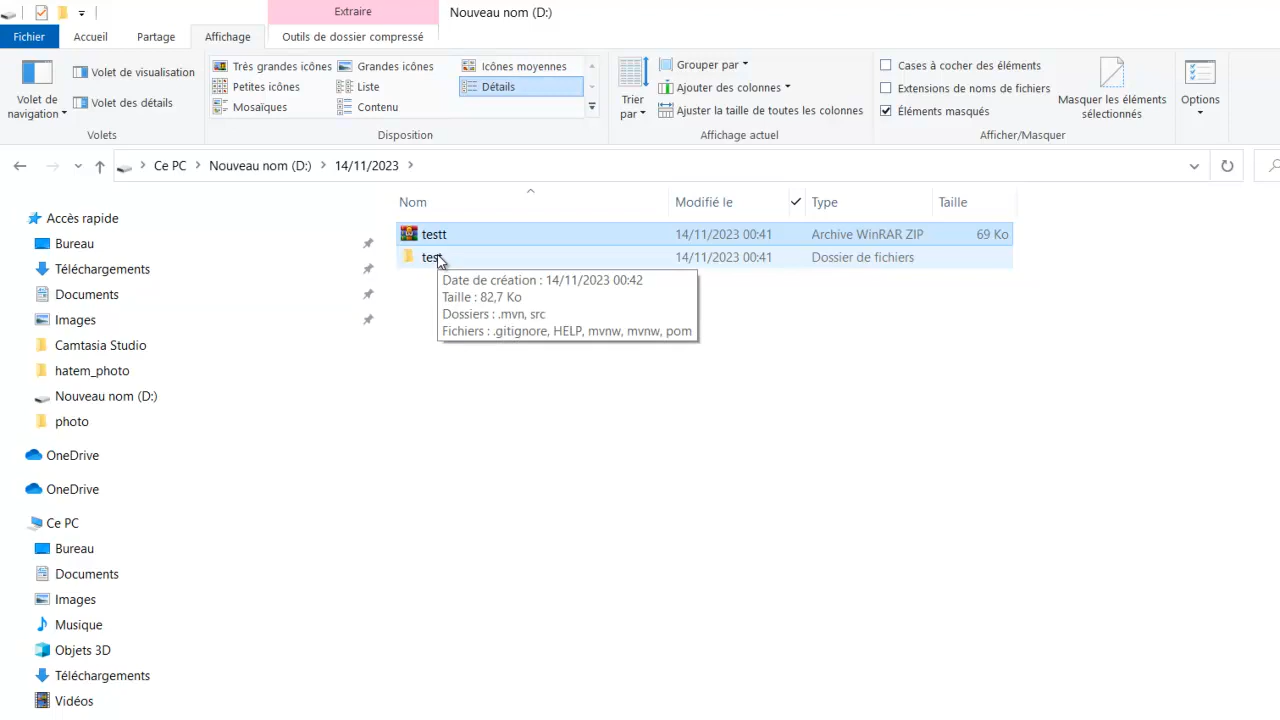 Extraire
Nouveau nom (D:)
Fichier
Accueil
Partage
Affichage
Outils de dossier compressé
Volet de navigation
Volet de visualisation
Volet des détails
Volets
Très grandes icônes
Grandes icônes
Icônes moyennes
Petites icônes
Liste
Détails
Mosaïques
Contenu
Disposition
Trier par
Grouper par
Ajouter des colonnes
Ajuster la taille de toutes les colonnes
Affichage actuel
Cases à cocher des éléments
Extensions de noms de fichiers
Éléments masqués
Masquer les éléments sélectionnés
Afficher/Masquer
Options
Ce PC
Nouveau nom (D:)
14/11/2023
Nom
Modifié le
Type
Taille
testt
14/11/2023 00:41
Archive WinRAR ZIP
69 Ko
14/11/2023 00:41
Dossier de fichiers
Date de création : 14/11/2023 00:42
Taille : 82,7 Ko
Dossiers : .mvn, src
Fichiers : .gitignore, HELP, mvnw, mvnw, pom
Accès rapide
Bureau
Téléchargements
Documents
Images
Camtasia Studio
hatem_photo
Nouveau nom (D:)
photo
OneDrive
OneDrive
Ce PC
Bureau
Documents
Images
Musique
Objets 3D
Téléchargements
Vidéos